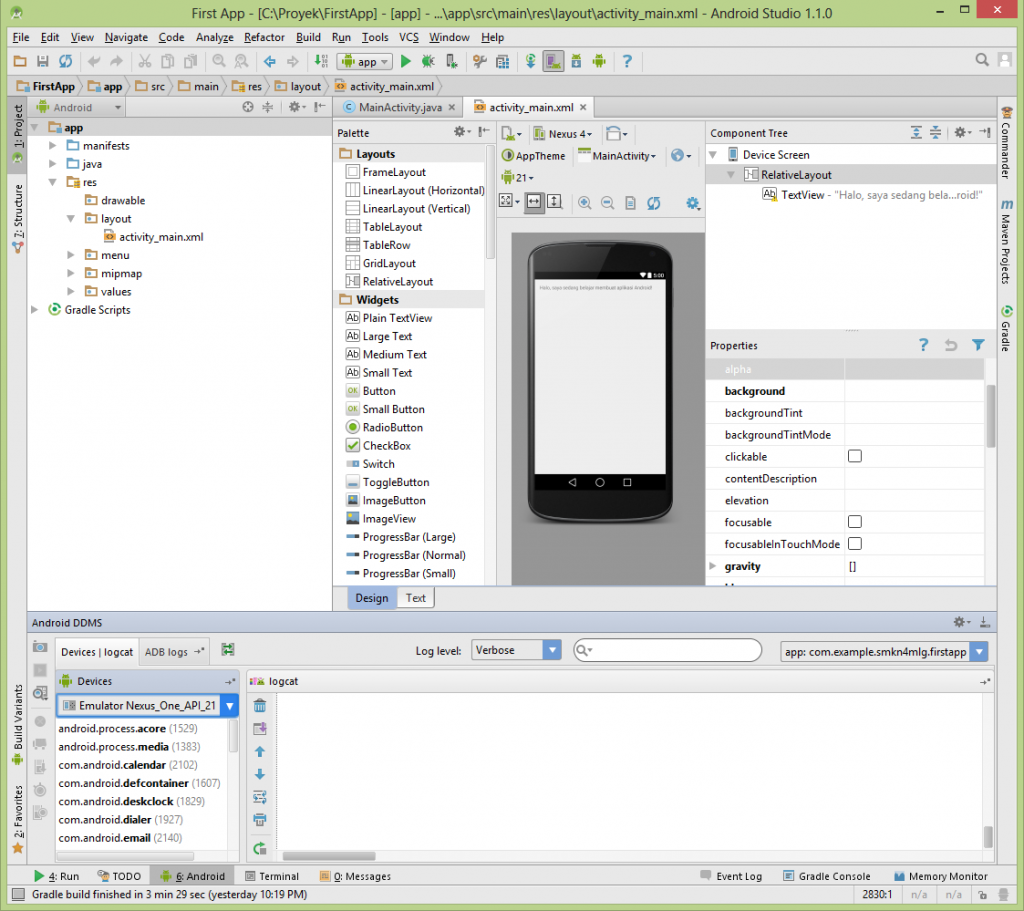 First App - [C:\Proyek\FirstApp] - [app] - ...\app\src\main\res\layout\activity_main.xml - Android Studio 1.1.0
File Edit View Navigate Code Analyze Refactor Build Run Tools VCS Window Help
app
FirstApp app src main res layout activity_main.xml
1: Project
7: Structure
Build Variants
2: Favorites
Android
app
manifests
java
res
drawable
layout
activity_main.xml
menu
mipmap
values
Gradle Scripts
MainActivity.java activity_main.xml
Palette
Layouts
FrameLayout
LinearLayout (Horizontal)
LinearLayout (Vertical)
TableLayout
TableRow
GridLayout
RelativeLayout
Widgets
Plain TextView
Large Text
Medium Text
Small Text
Button
Small Button
RadioButton
CheckBox
Switch
ToggleButton
ImageButton
ImageView
ProgressBar (Large)
ProgressBar (Normal)
ProgressBar (Small)
Design Text
Nexus 4
AppTheme MainActivity
21
5:00
Halo, saya sedang belajar membuat aplikasi Android!
Component Tree
Device Screen
RelativeLayout
TextView - "Halo, saya sedang bela...roid!"
Properties
alpha
background
backgroundTint
backgroundTintMode
clickable
contentDescription
elevation
focusable
focusableInTouchMode
gravity []
Commander
Maven Projects
Gradle
Android DDMS
Devices | logcat ADB logs Log level: Verbose app: com.example.smkn4mlg.firstapp
Devices
Emulator Nexus_One_API_21
android.process.acore (1529)
android.process.media (1383)
com.android.calendar (2102)
com.android.defcontainer (1607)
com.android.deskclock (1829)
com.android.dialer (1927)
com.android.email (2140)
logcat
4: Run TODO 6: Android Terminal 0: Messages Event Log Gradle Console Memory Monitor
Gradle build finished in 3 min 29 sec (yesterday 10:19 PM) 2830:1 n/a n/a